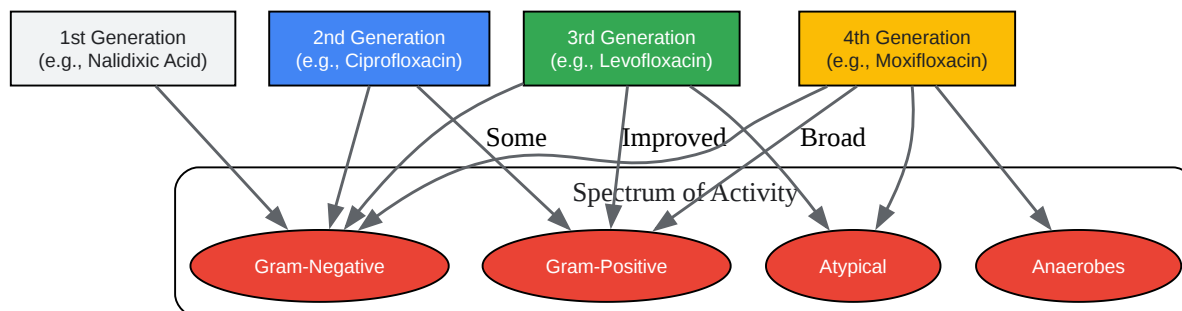 1st Generation
(e.g., Nalidixic Acid)
2nd Generation
(e.g., Ciprofloxacin)
3rd Generation
(e.g., Levofloxacin)
4th Generation
(e.g., Moxifloxacin)
Some
Improved
Broad
Spectrum of Activity
Gram-Negative
Gram-Positive
Atypical
Anaerobes